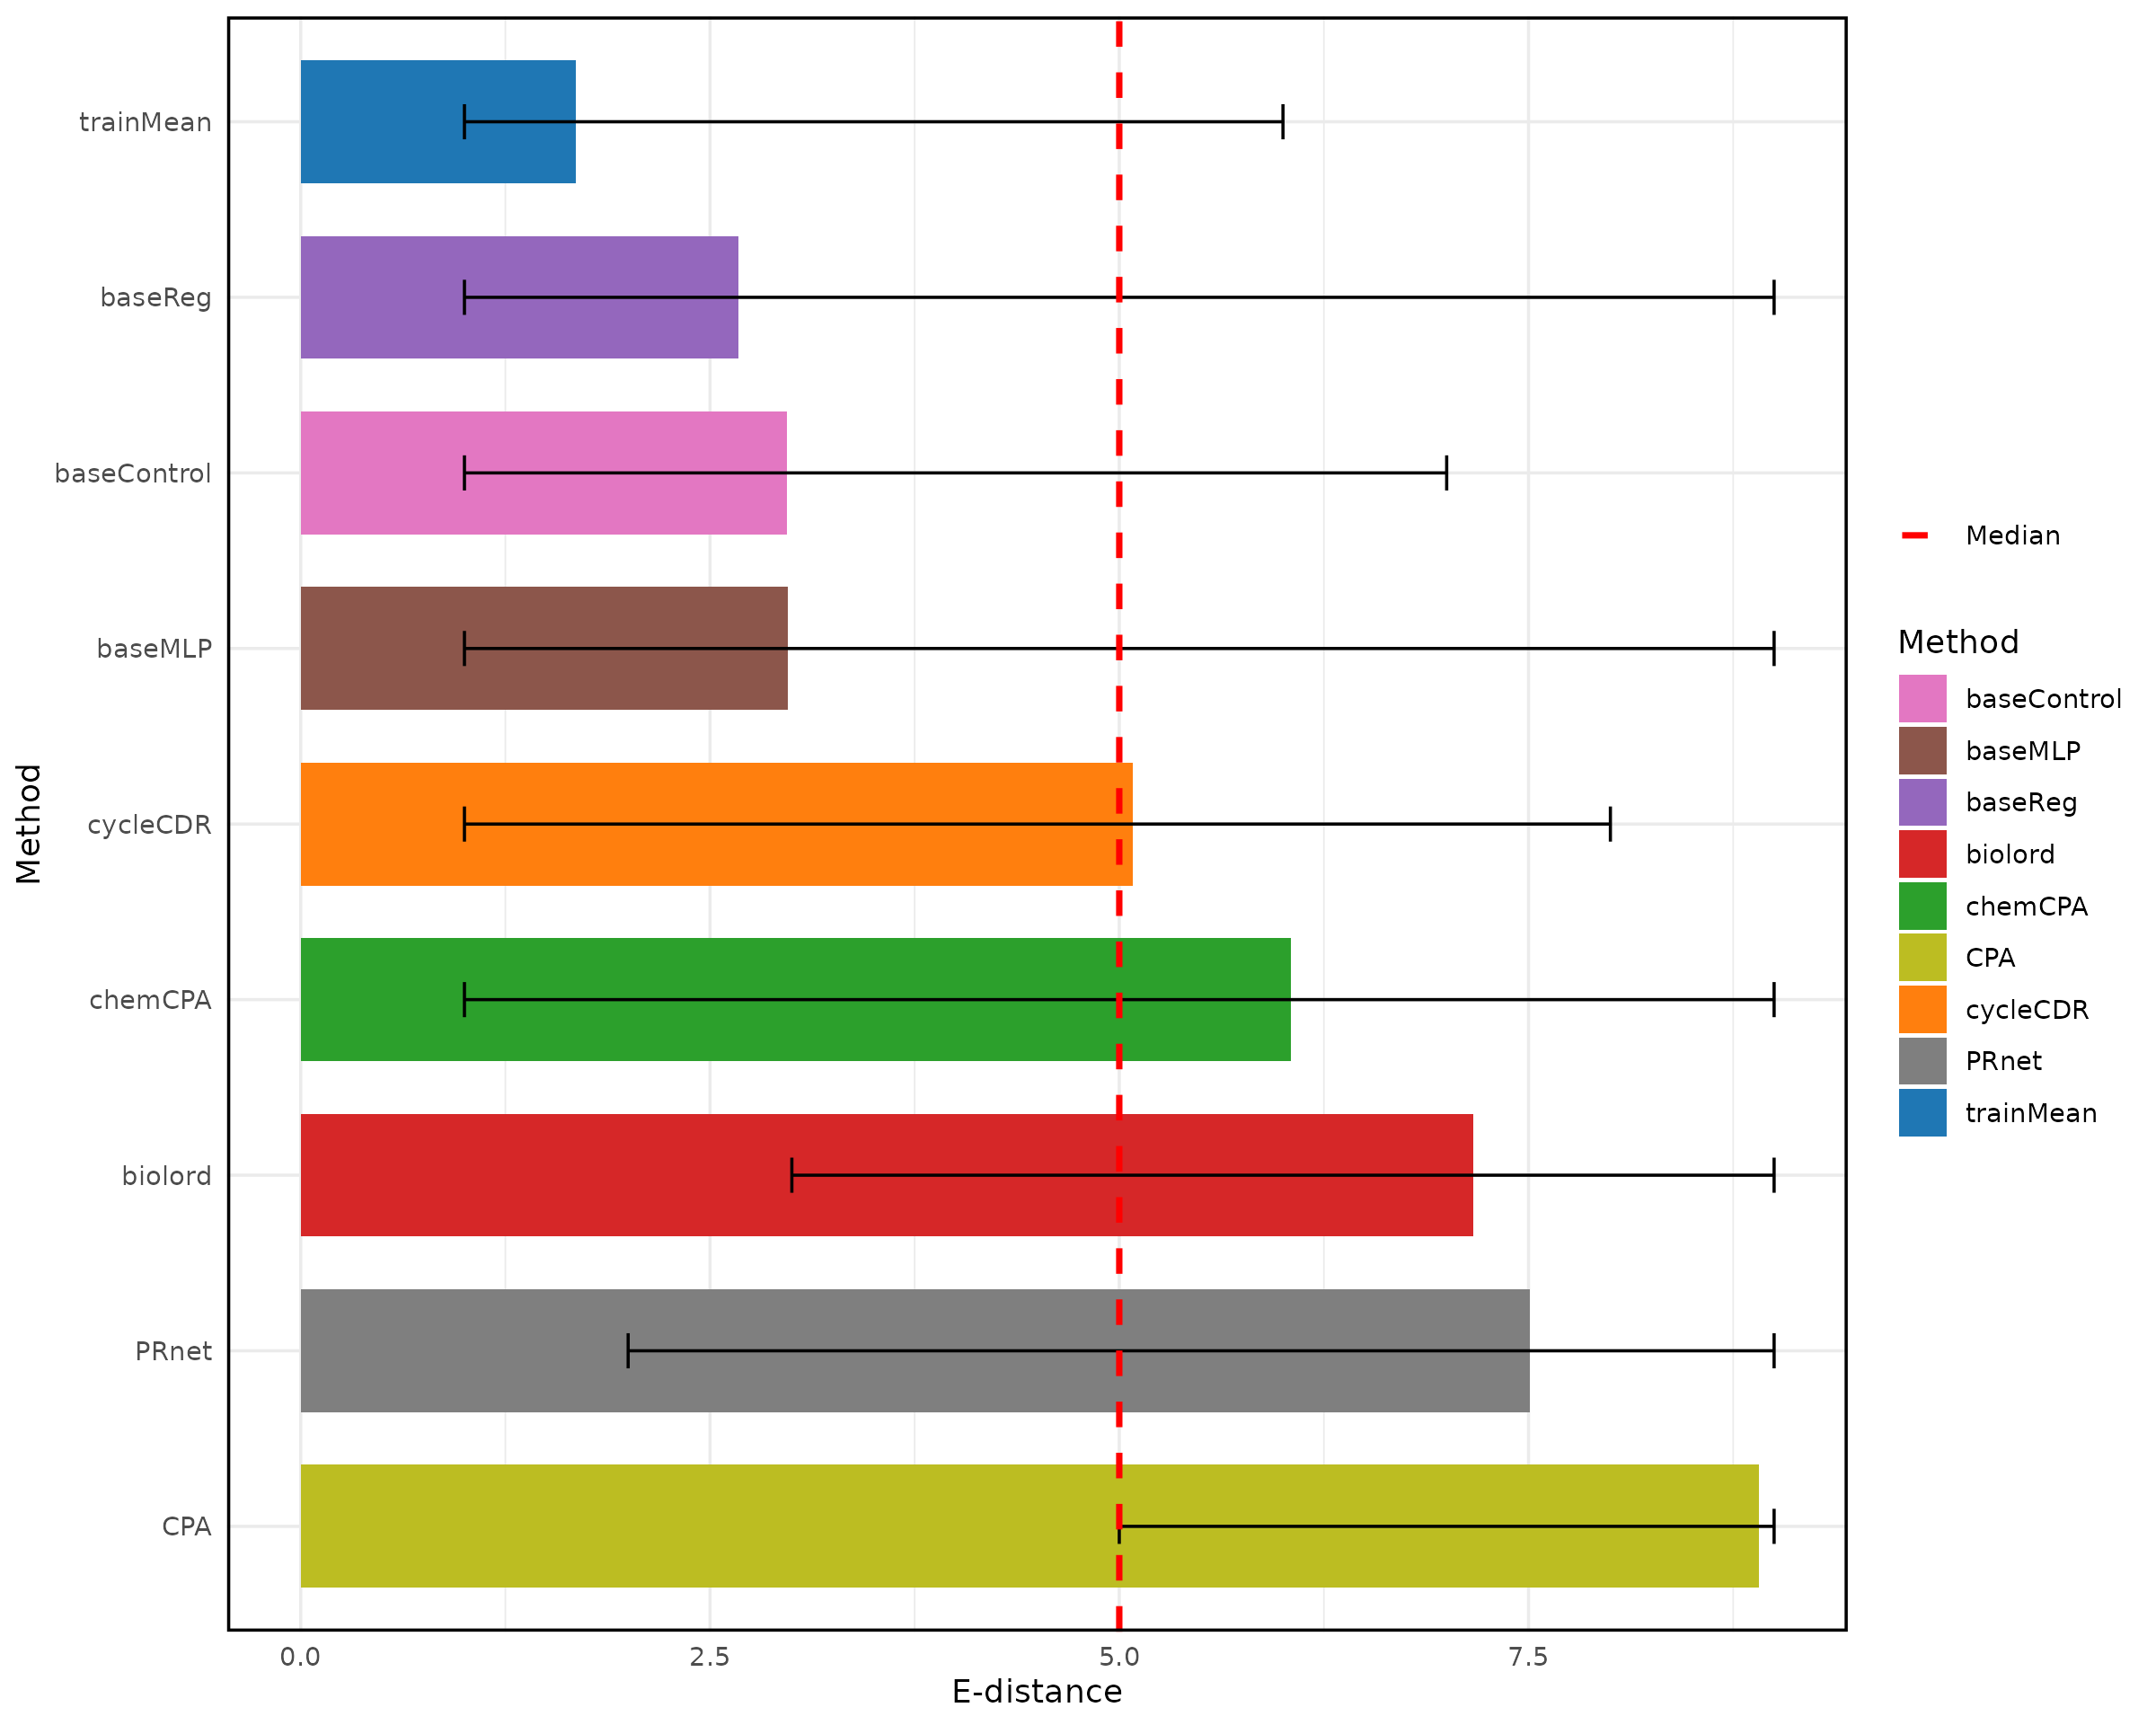 trainMean
baseReg
baseControl
baseMLP
cycleCDR
chemCPA
biolord
PRnet
CPA
Method
0.0 2.5 5.0 7.5
E-distance
Median
Method
baseControl
baseMLP
baseReg
biolord
chemCPA
CPA
cycleCDR
PRnet
trainMean